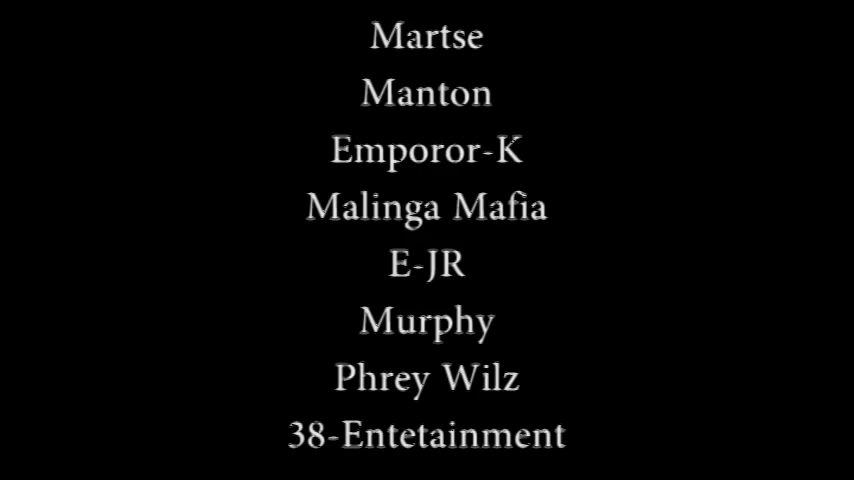 Martse
Manton
Emporor-K
Malinga Mafia
E-JR
Murphy
Phrey Wilz
38-Entetainment